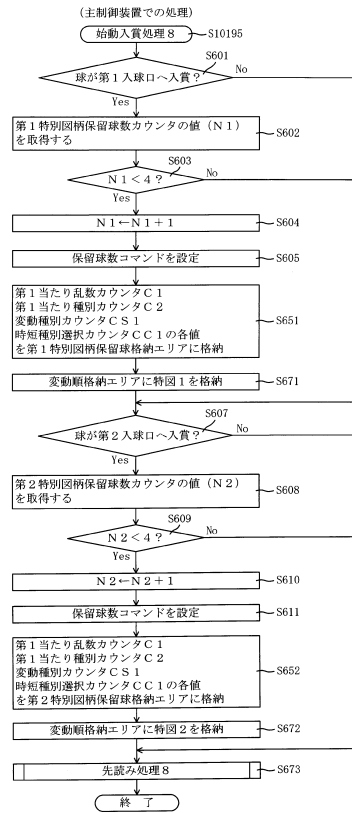 (主制御装置での処理)
始動入賞処理8
S10195
S601
球が第1入球口へ入賞?
No
Yes
第1特別図柄保留球数カウンタの値(N1)
を取得する
S602
S603
N1<4?
No
Yes
N1←N1+1
S604
保留球数コマンドを設定
S605
第1当たり乱数カウンタC1
第1当たり種別カウンタC2
変動種別カウンタCS1
時短種別選択カウンタCC1の各値
を第1特別図柄保留球格納エリアに格納
S651
変動順格納エリアに特図1を格納
S671
S607
球が第2入球口へ入賞?
No
Yes
第2特別図柄保留球数カウンタの値(N2)
を取得する
S608
S609
N2<4?
No
Yes
N2←N2+1
S610
保留球数コマンドを設定
S611
第1当たり乱数カウンタC1
第1当たり種別カウンタC2
変動種別カウンタCS1
時短種別選択カウンタCC1の各値
を第2特別図柄保留球格納エリアに格納
S652
変動順格納エリアに特図2を格納
S672
先読み処理8
S673
終 了